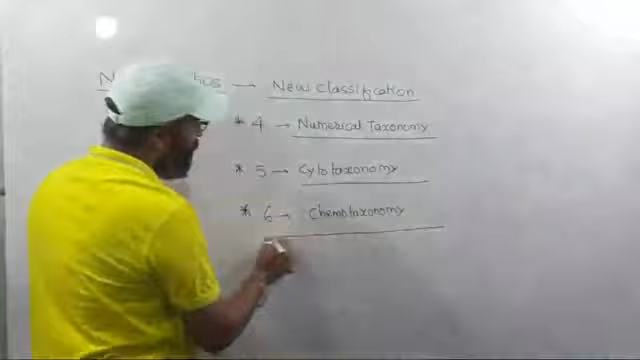 — New Classification
* 4 → Numerical Taxonomy
* 5 → Cytotaxonomy
* 6 → Chemotaxonomy